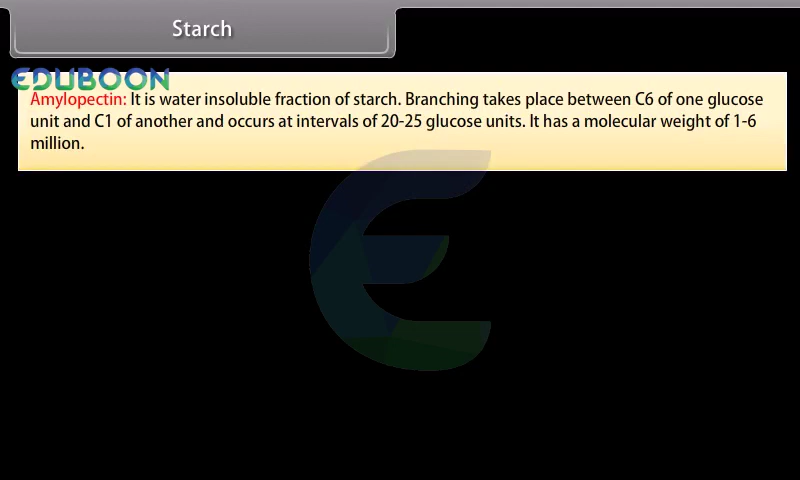 Starch
EDUBOON
Amylopectin: It is water insoluble fraction of starch. Branching takes place between C6 of one glucose
unit and C1 of another and occurs at intervals of 20-25 glucose units. It has a molecular weight of 1-6
million.